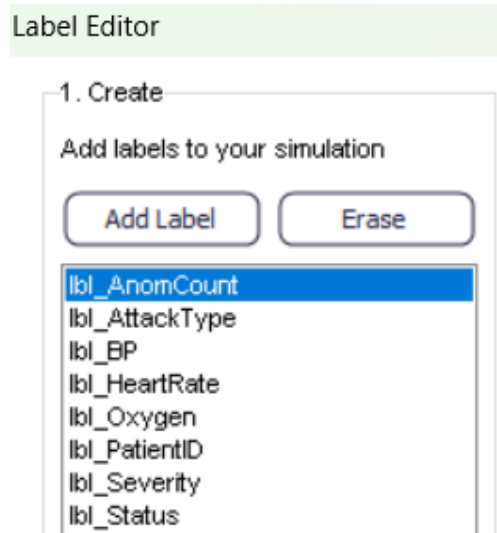 Label Editor
1. Create
Add labels to your simulation
Add Label
Erase
lbl_AnomCount
lbl_AttackType
lbl_BP
lbl_HeartRate
lbl_Oxygen
lbl_PatientID
lbl_Severity
lbl_Status